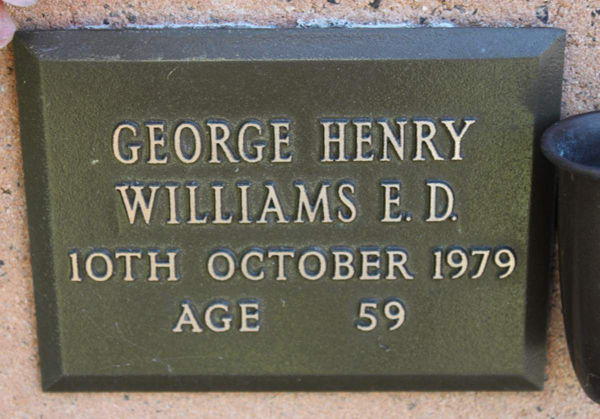 GEORGE HENRY
WILLIAMS E. D.
10TH OCTOBER 1979
AGE 59